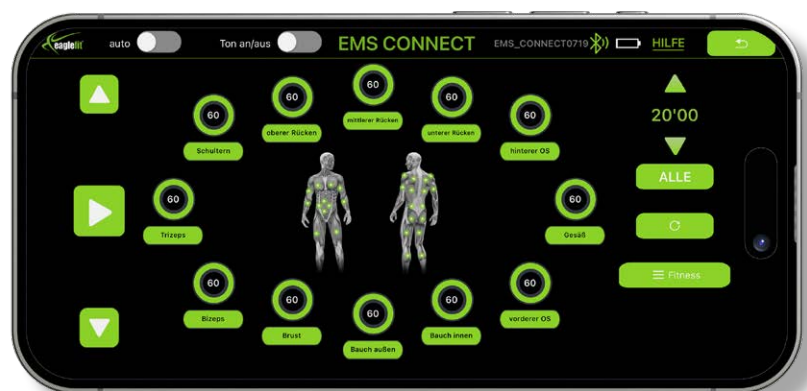 eaglefit
auto
Ton an/aus
EMS CONNECT
EMS_CONNECT0719
HILFE
60
mittlerer Rücken
60
oberer Rücken
60
unterer Rücken
60
Schultern
60
hinterer OS
20'00
ALLE
60
Trizeps
60
Gesäß
Fitness
60
Bizeps
60
Brust
60
Bauch außen
60
Bauch innen
60
vorderer OS